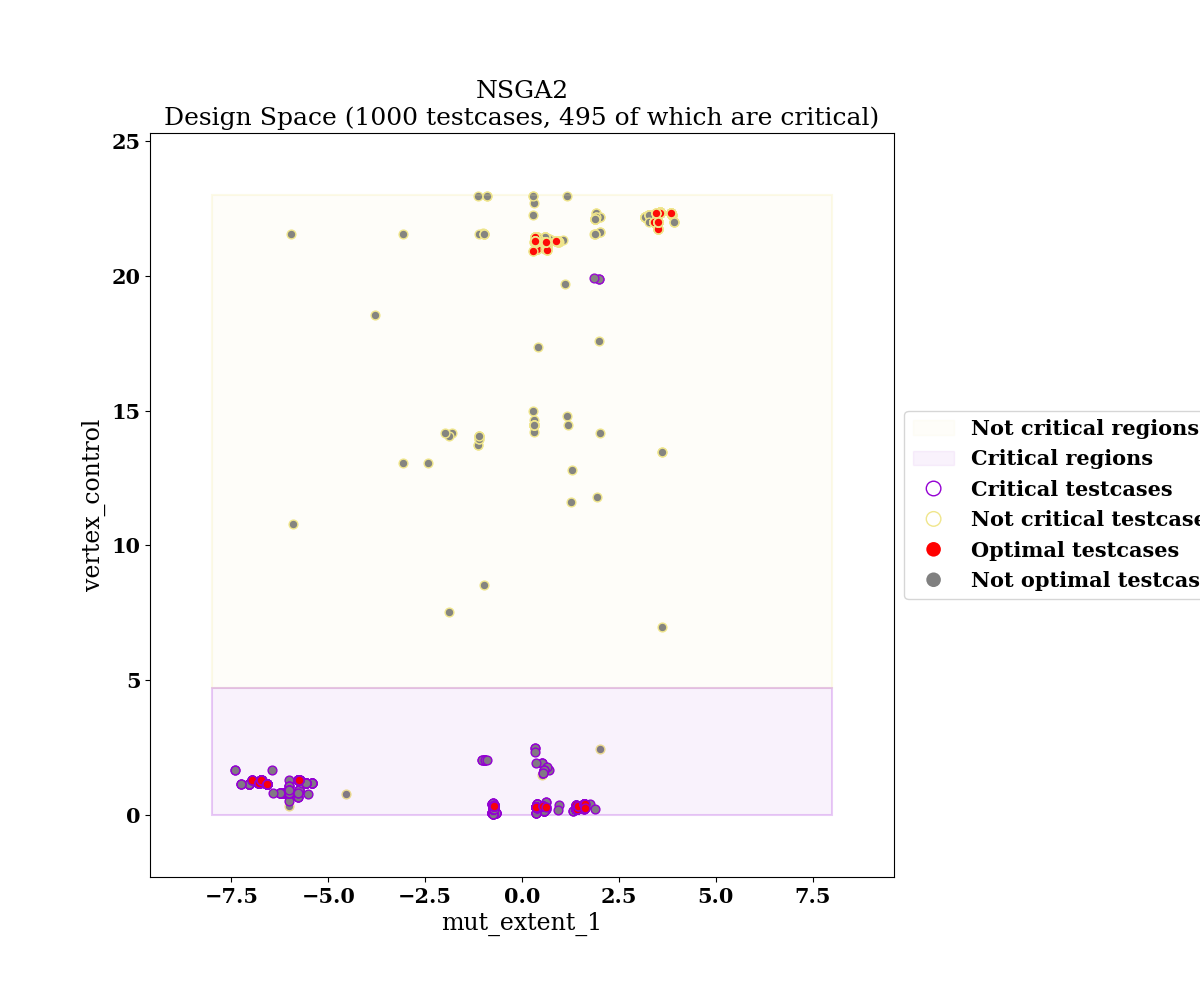 NSGA2
Design Space (1000 testcases, 495 of which are critical)
25
20
15
10
5
0
vertex_control
−7.5 −5.0 −2.5 0.0 2.5 5.0 7.5
mut_extent_1
Not critical regions
Critical regions
Critical testcases
Not critical testcase
Optimal testcases
Not optimal testcas